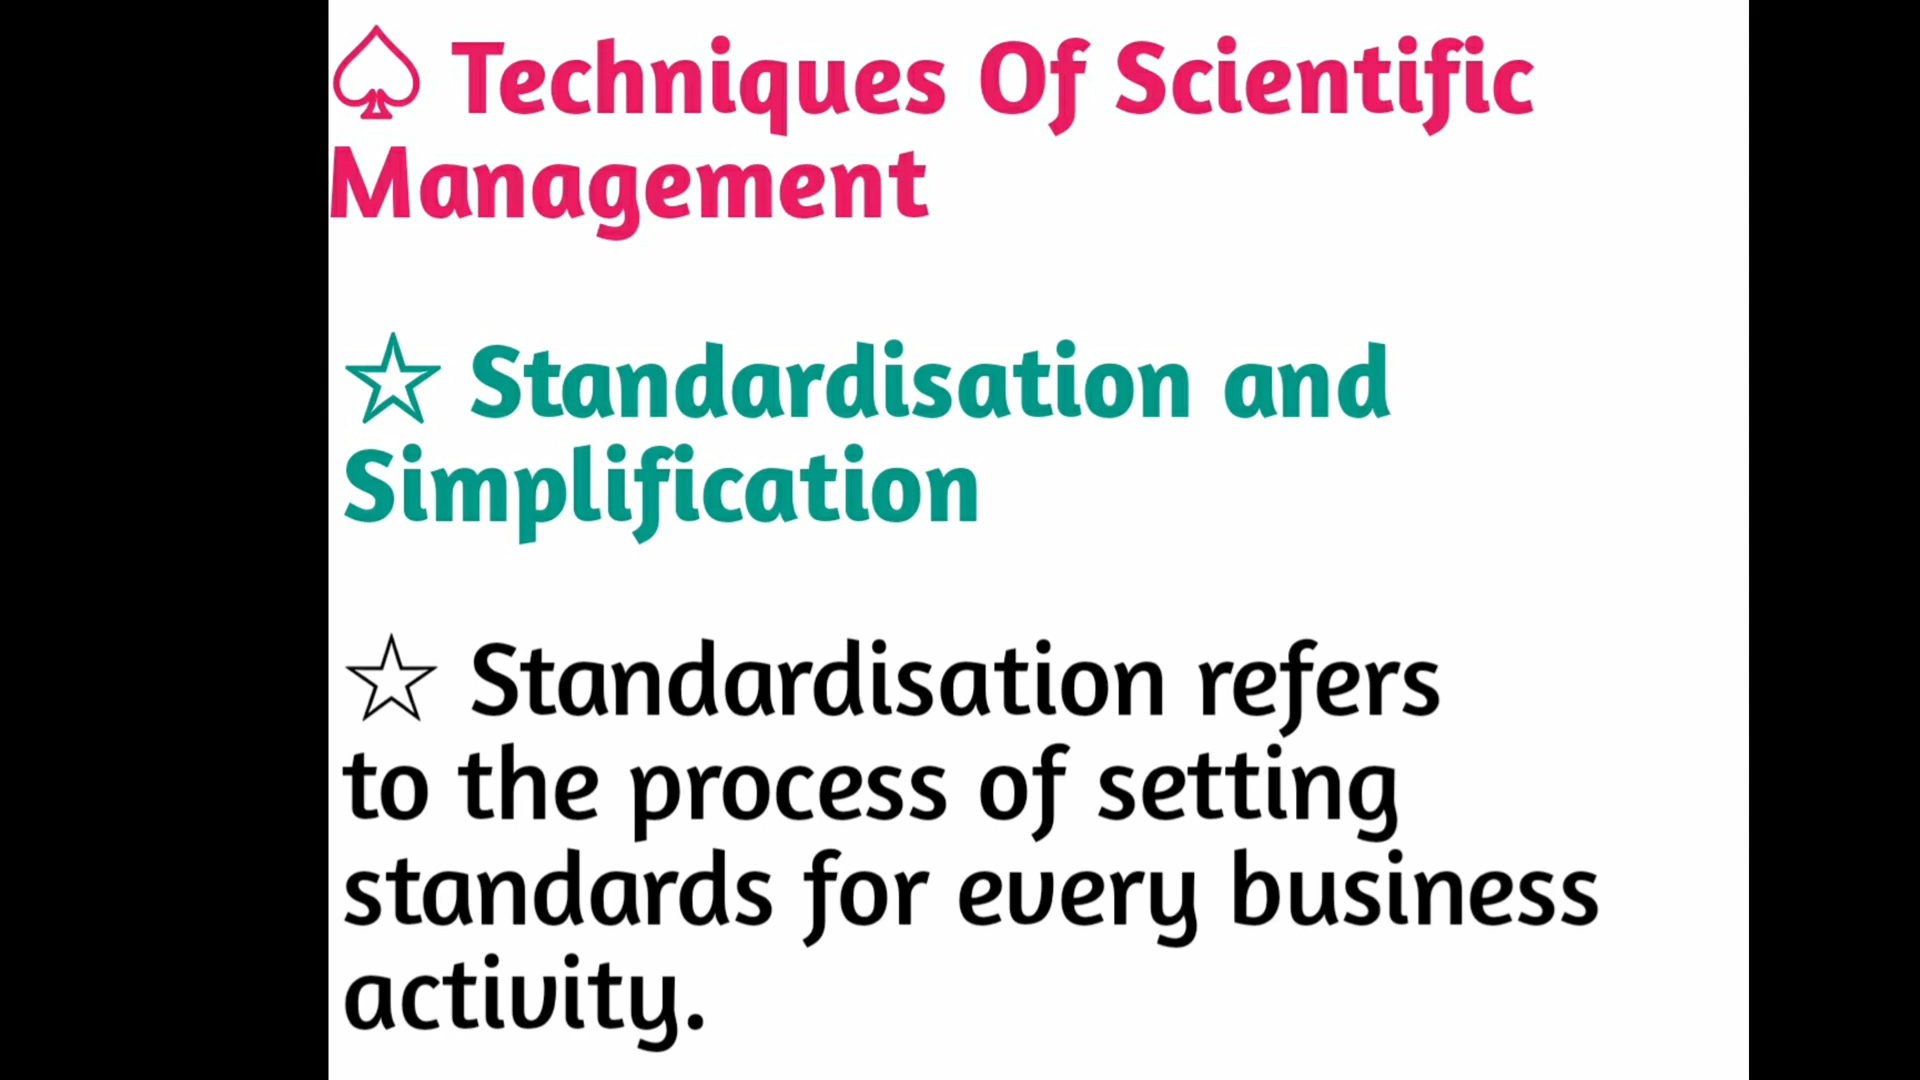 ♤ Techniques Of Scientific
Management
☆ Standardisation and
Simplification
☆ Standardisation refers
to the process of setting
standards for every business
activity.